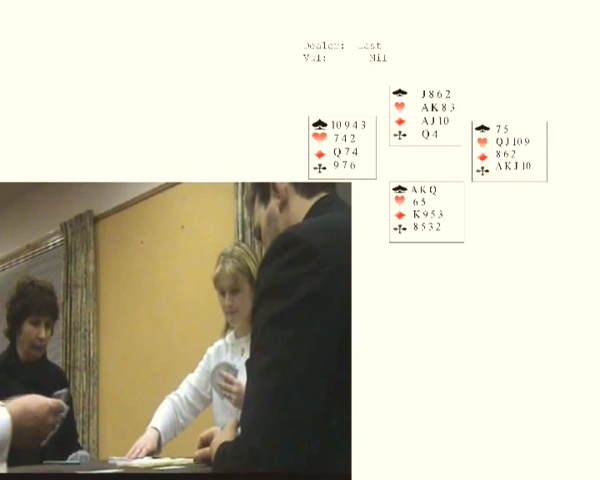 Dealer: East
Vul: Nil
J 8 6 2
A K 8 3
A J 10
Q 4
10 9 4 3
7 4 2
Q 7 4
9 7 6
7 5
Q J 10 9
8 6 2
A K J 10
A K Q
6 5
K 9 5 3
8 5 3 2